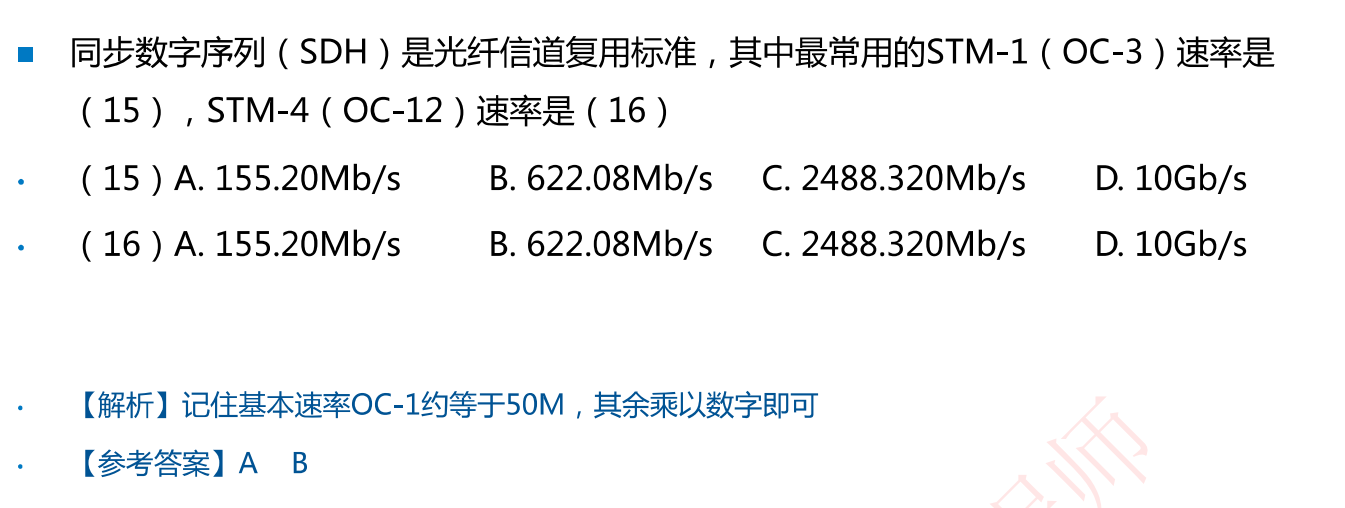 同步数字序列（SDH）是光纤信道复用标准，其中最常用的STM-1（OC-3）速率是
（15），STM-4（OC-12）速率是（16）
（15）A. 155.20Mb/s B. 622.08Mb/s C. 2488.320Mb/s D. 10Gb/s
（16）A. 155.20Mb/s B. 622.08Mb/s C. 2488.320Mb/s D. 10Gb/s
【解析】记住基本速率OC-1约等于50M，其余乘以数字即可
【参考答案】A B
师